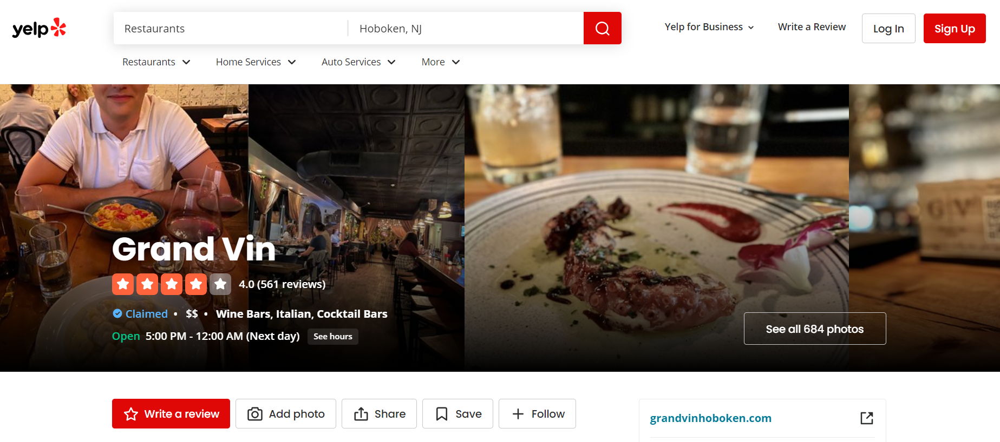 yelp
Restaurants
Hoboken, NJ
Yelp for Business
Write a Review
Log In
Sign Up
Restaurants
Home Services
Auto Services
More
Grand Vin
4.0 (561 reviews)
Claimed • $$ • Wine Bars, Italian, Cocktail Bars
Open 5:00 PM - 12:00 AM (Next day) See hours
See all 684 photos
G V
Write a review
Add photo
Share
Save
Follow
grandvinhoboken.com